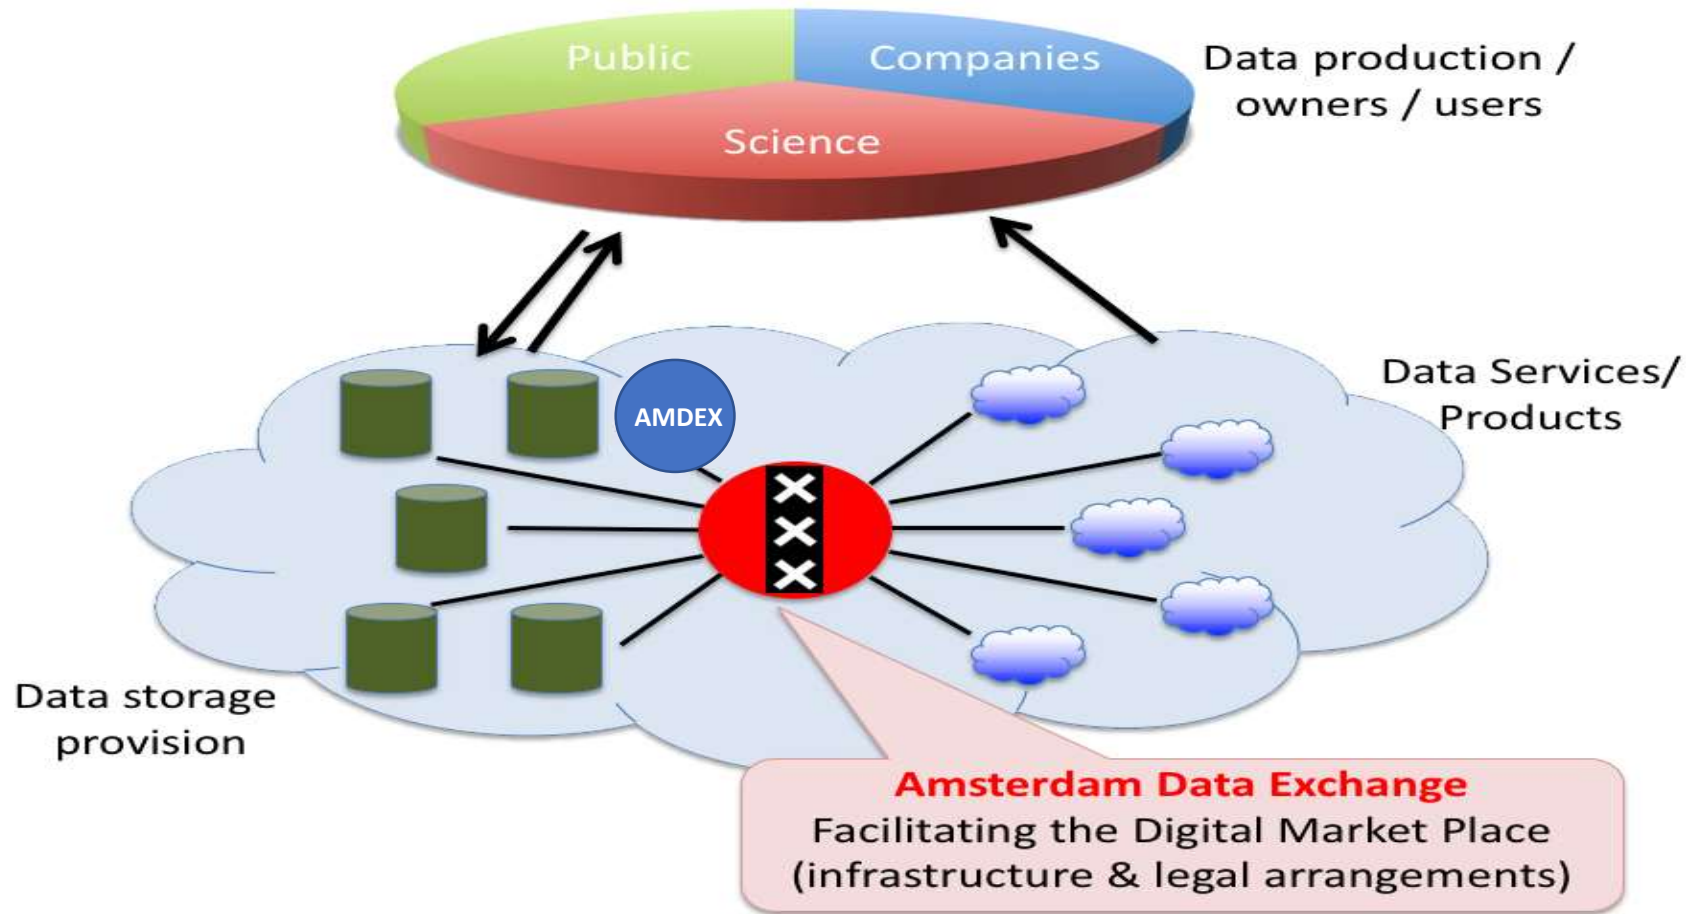 Public
Companies
Science
Data production /
owners / users
AMDEX
Data Services/
Products
X
X
X
Data storage
provision
Amsterdam Data Exchange
Facilitating the Digital Market Place
(infrastructure & legal arrangements)